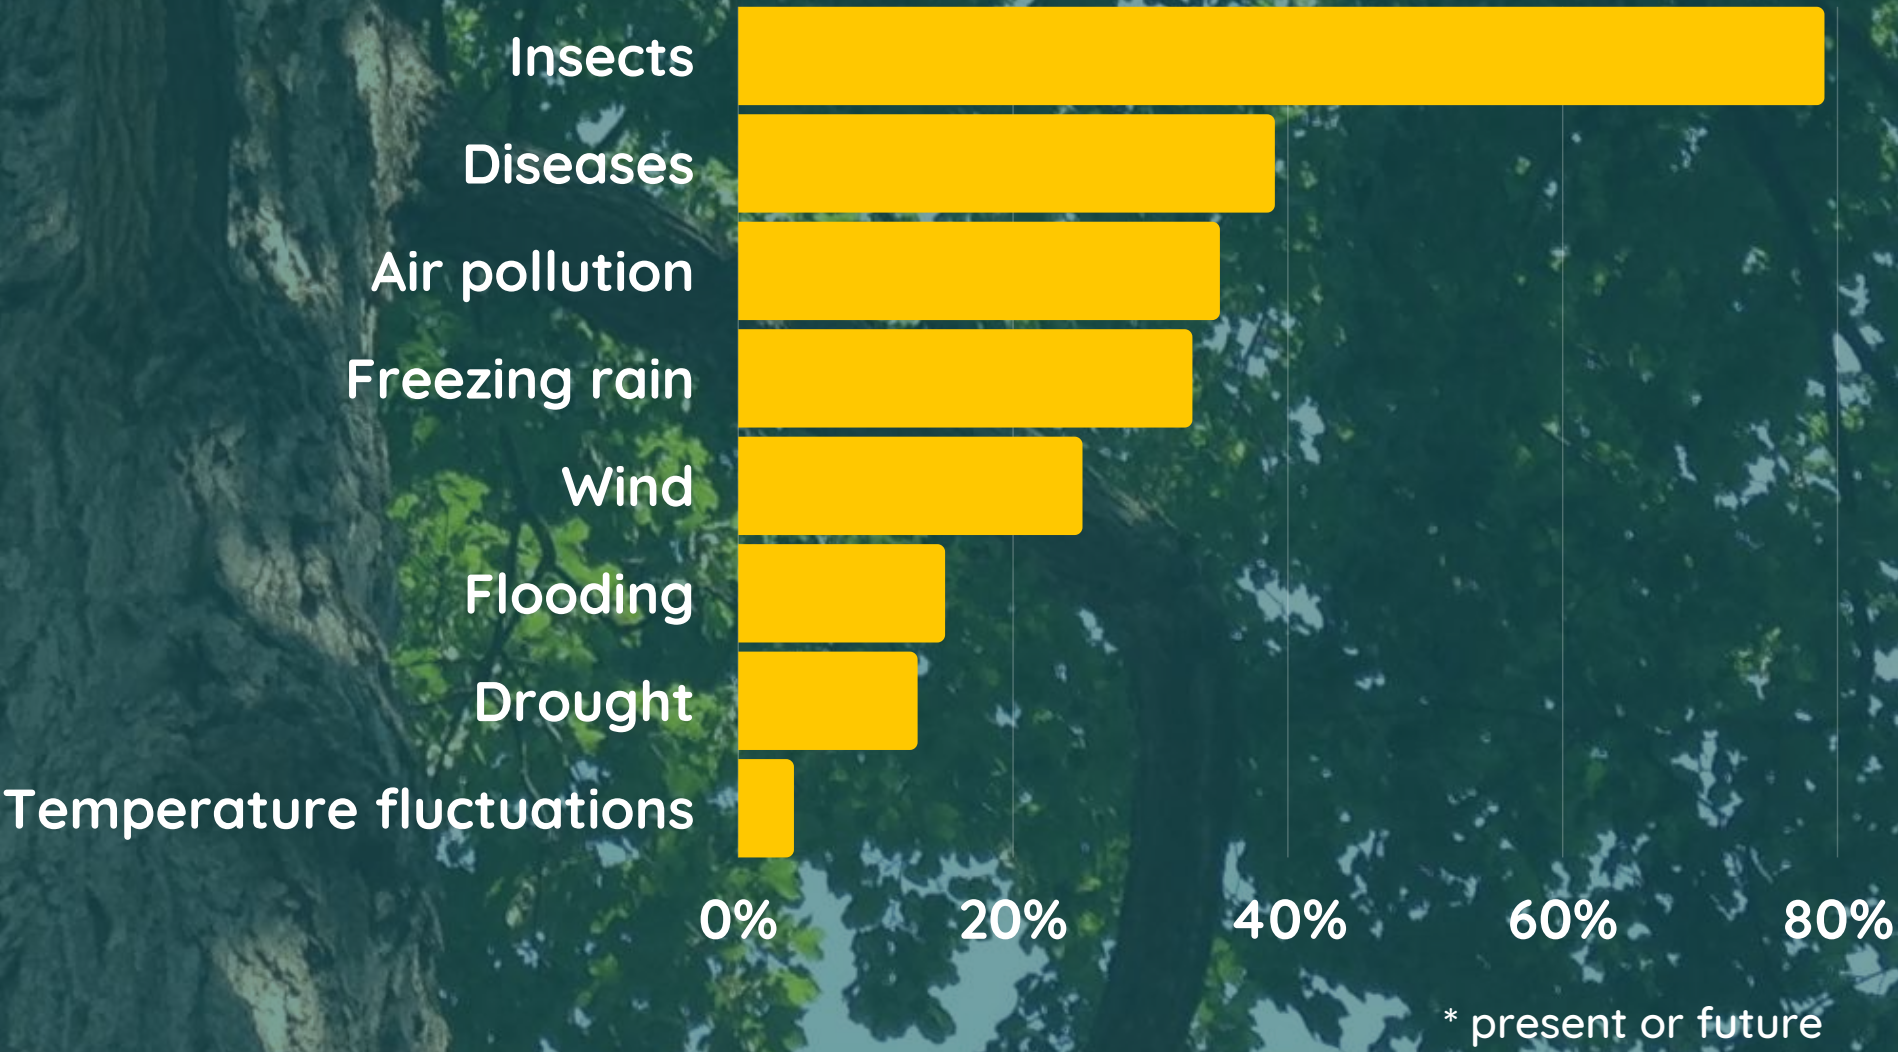 Insects
Diseases
Air pollution
Freezing rain
Wind
Flooding
Drought
Temperature fluctuations
0% 20% 40% 60% 80%
* present or future